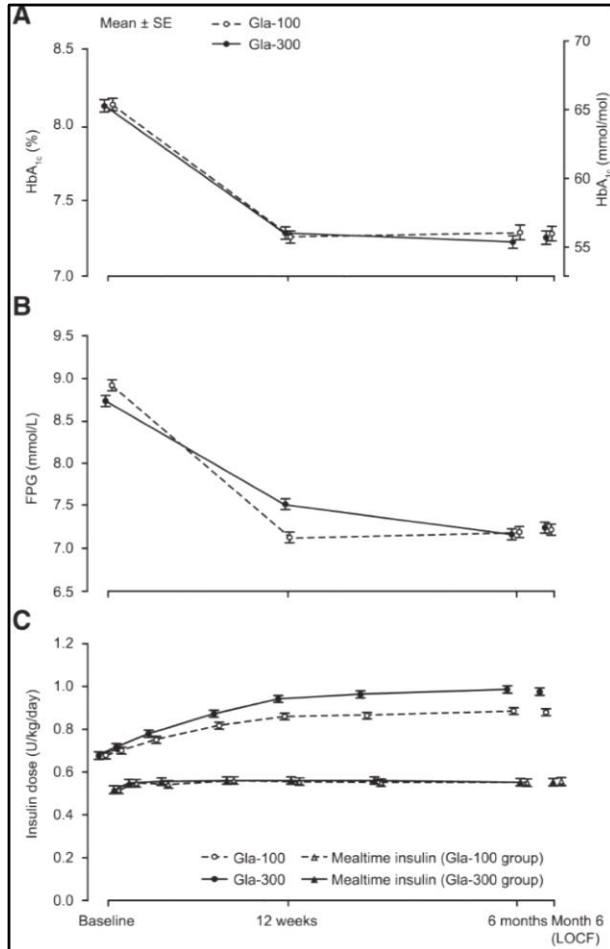 A
Mean ± SE
Gla-100
Gla-300
8.5
8.0
7.5
7.0
HbA1c (%)
70
65
60
55
HbA1c (mmol/mol)
B
9.5
9.0
8.5
8.0
7.5
7.0
6.5
FPG (mmol/L)
C
1.2
1.0
0.8
0.6
0.4
0.2
0.0
Insulin dose (U/kg/day)
Gla-100 Mealtime insulin (Gla-100 group)
Gla-300 Mealtime insulin (Gla-300 group)
Baseline 12 weeks 6 months Month 6
(LOCF)